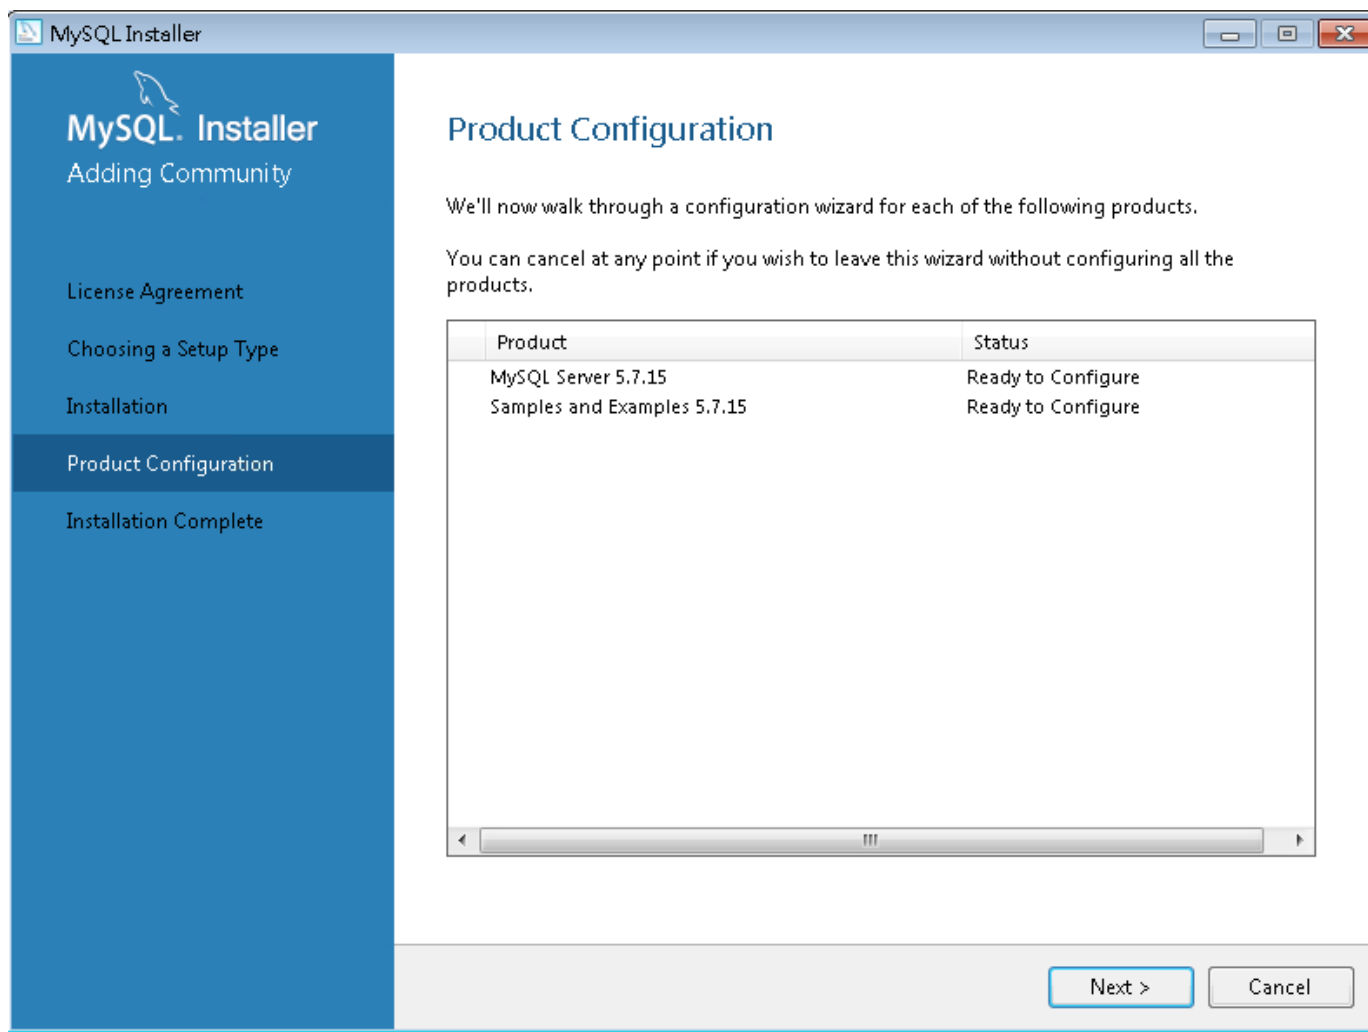 MySQL Installer
MySQL. Installer
Adding Community
License Agreement
Choosing a Setup Type
Installation
Product Configuration
Installation Complete
Product Configuration
We'll now walk through a configuration wizard for each of the following products.
You can cancel at any point if you wish to leave this wizard without configuring all the
products.
Product Status
MySQL Server 5.7.15 Ready to Configure
Samples and Examples 5.7.15 Ready to Configure
Next > Cancel